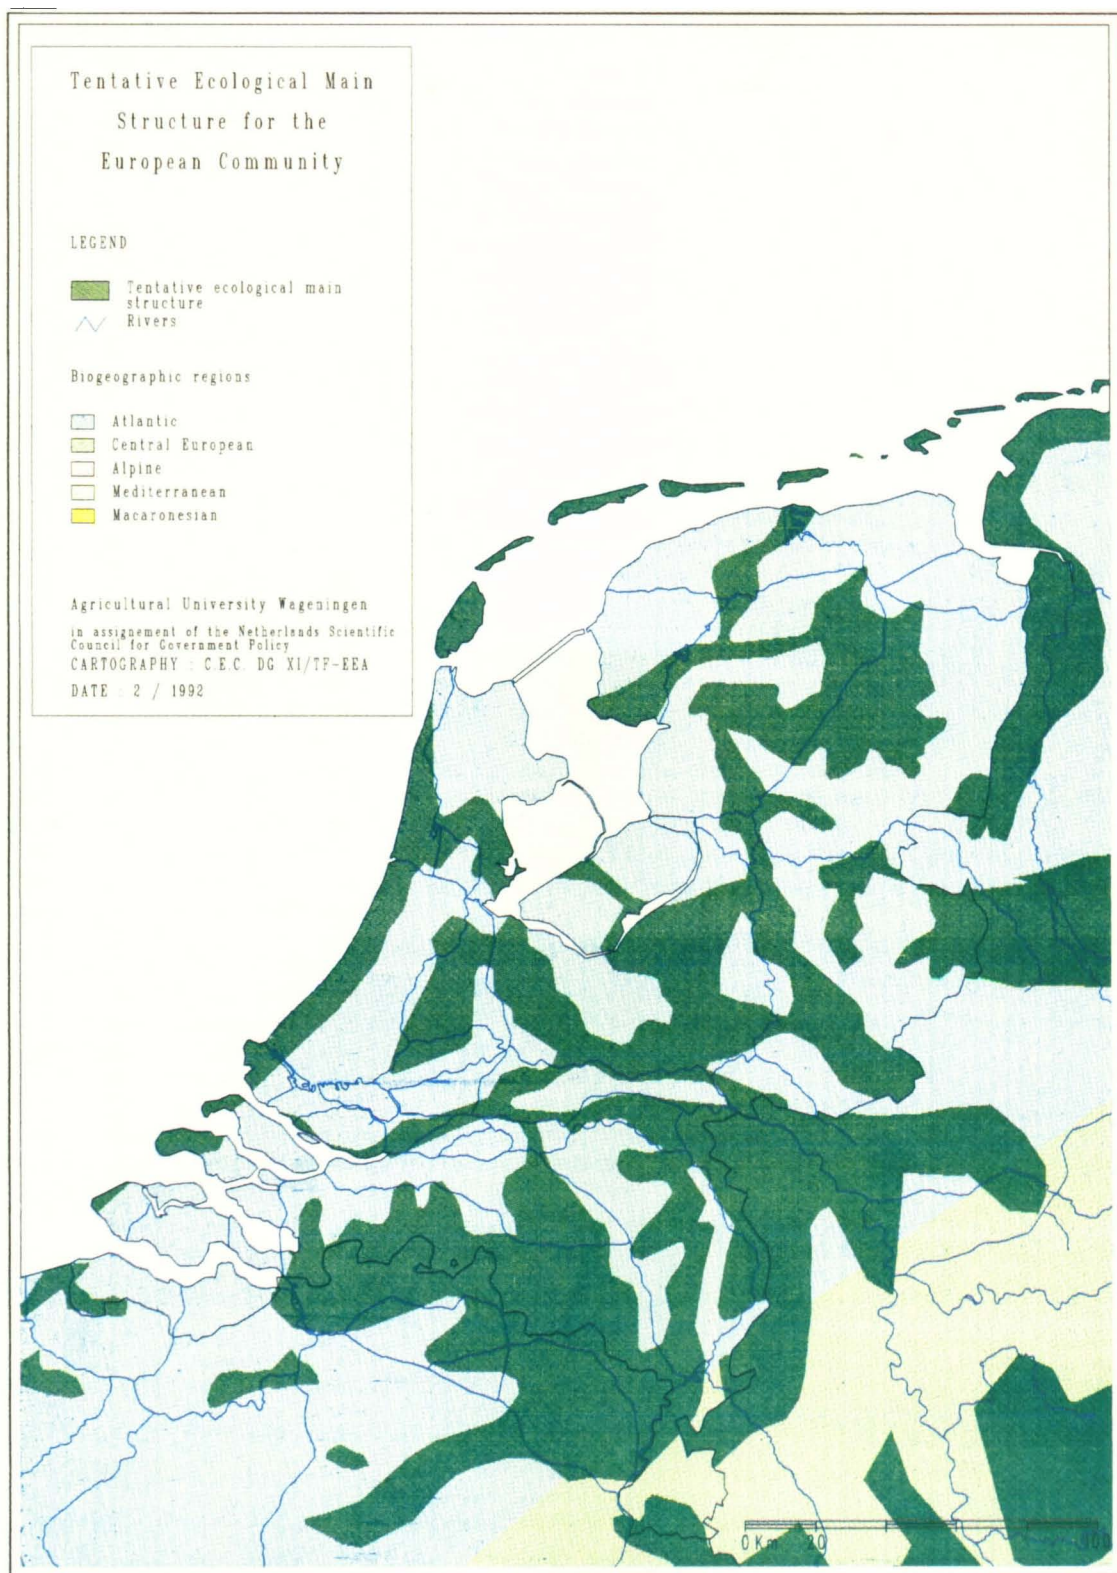 Tentative Ecological Main
Structure for the
European Community
LEGEND
Tentative ecological main
structure
Rivers
Biogeographic regions
Atlantic
Central European
Alpine
Mediterranean
Macaronesian
Agricultural University Wageningen
in assignement of the Netherlands Scientific
Council for Government Policy
CARTOGRAPHY : C.E.C. DG XI/TF-EEA
DATE : 2 / 1992
0 Km 20 100